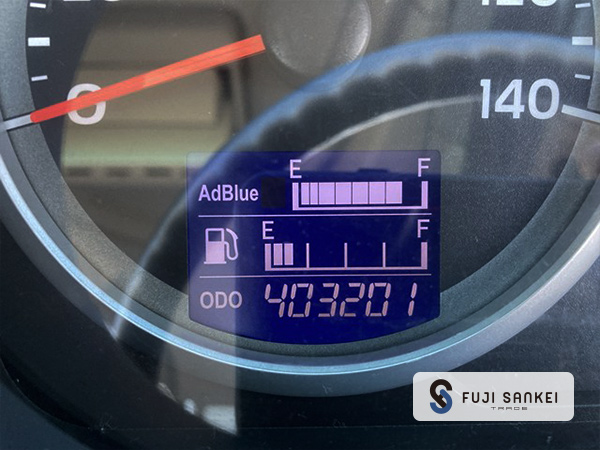 0
140
E F
AdBlue
E F
ODO 403201
FUJI SANKEI
TRADE